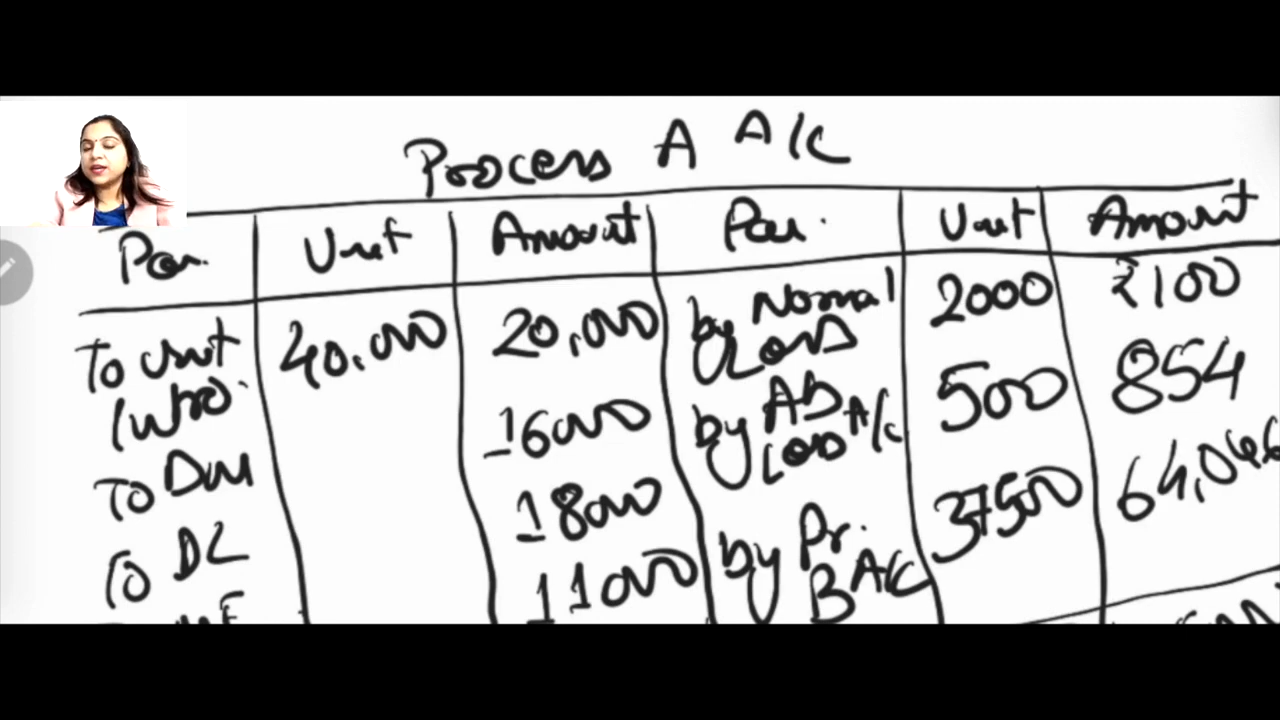 Process A A/C
Par. Unit Amount Par. Unit Amount
To Unit 40,000 20,000 by Normal 2000 ₹100
Intro. Loss
To DM 16000 by AB 500 854
Loss A/c
To DL 18000 by Pr. 37500 64,046
B A/C
11000